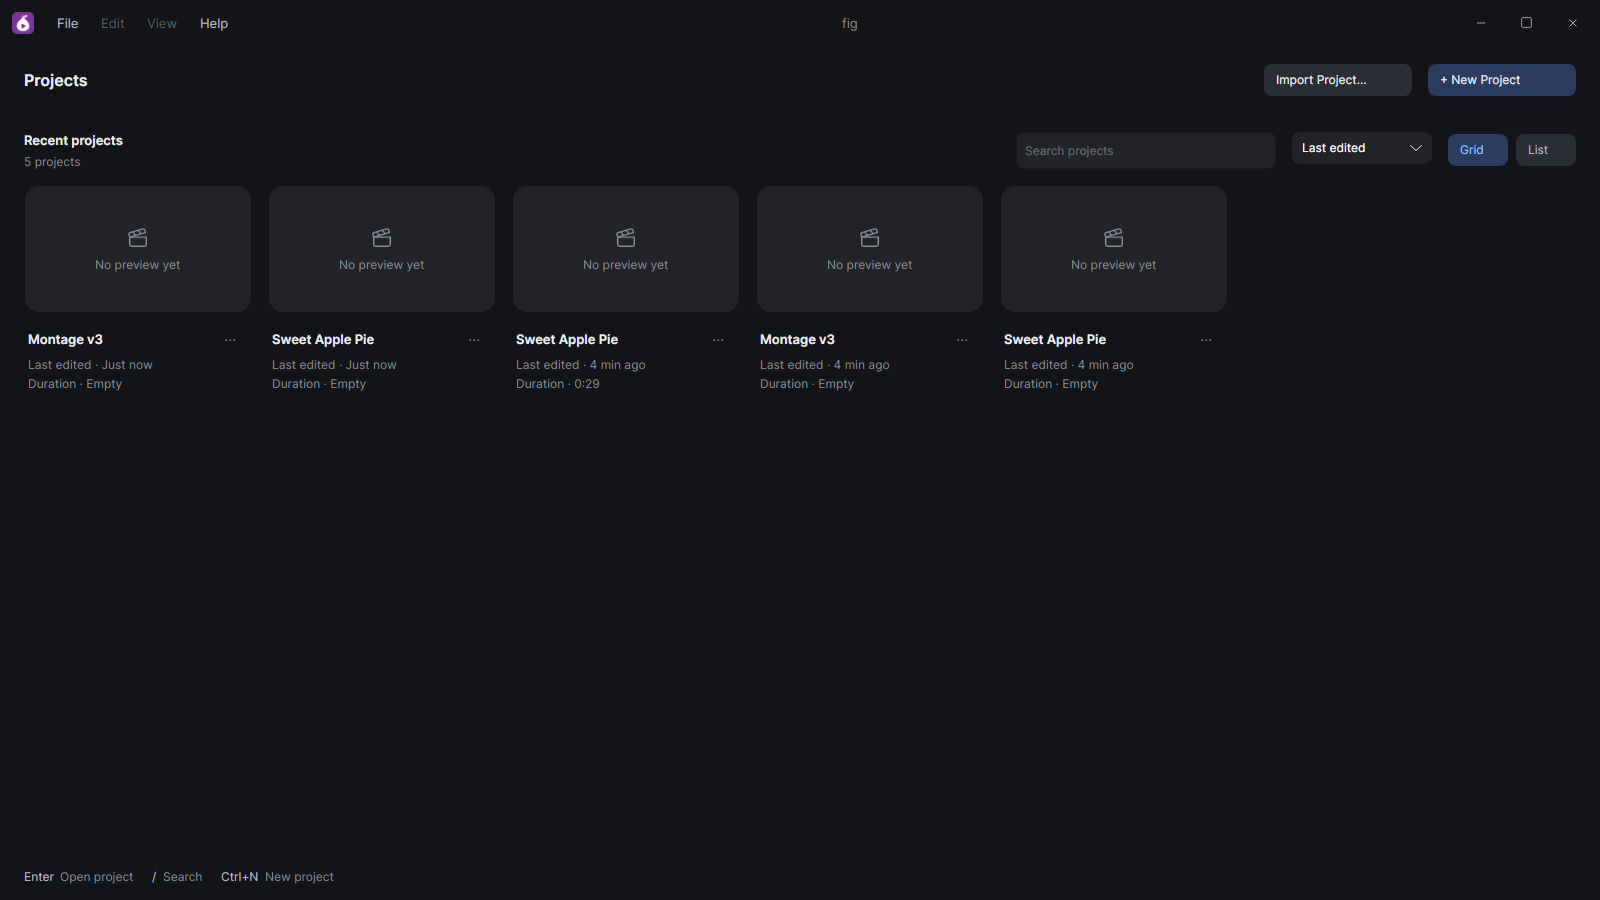 File Edit View Help fig
Projects Import Project... + New Project
Recent projects
5 projects
Search projects Last edited Grid List
No preview yet No preview yet No preview yet No preview yet No preview yet
Montage v3 ... Sweet Apple Pie ... Sweet Apple Pie ... Montage v3 ... Sweet Apple Pie ...
Last edited · Just now Last edited · Just now Last edited · 4 min ago Last edited · 4 min ago Last edited · 4 min ago
Duration · Empty Duration · Empty Duration · 0:29 Duration · Empty Duration · Empty
Enter Open project / Search Ctrl+N New project